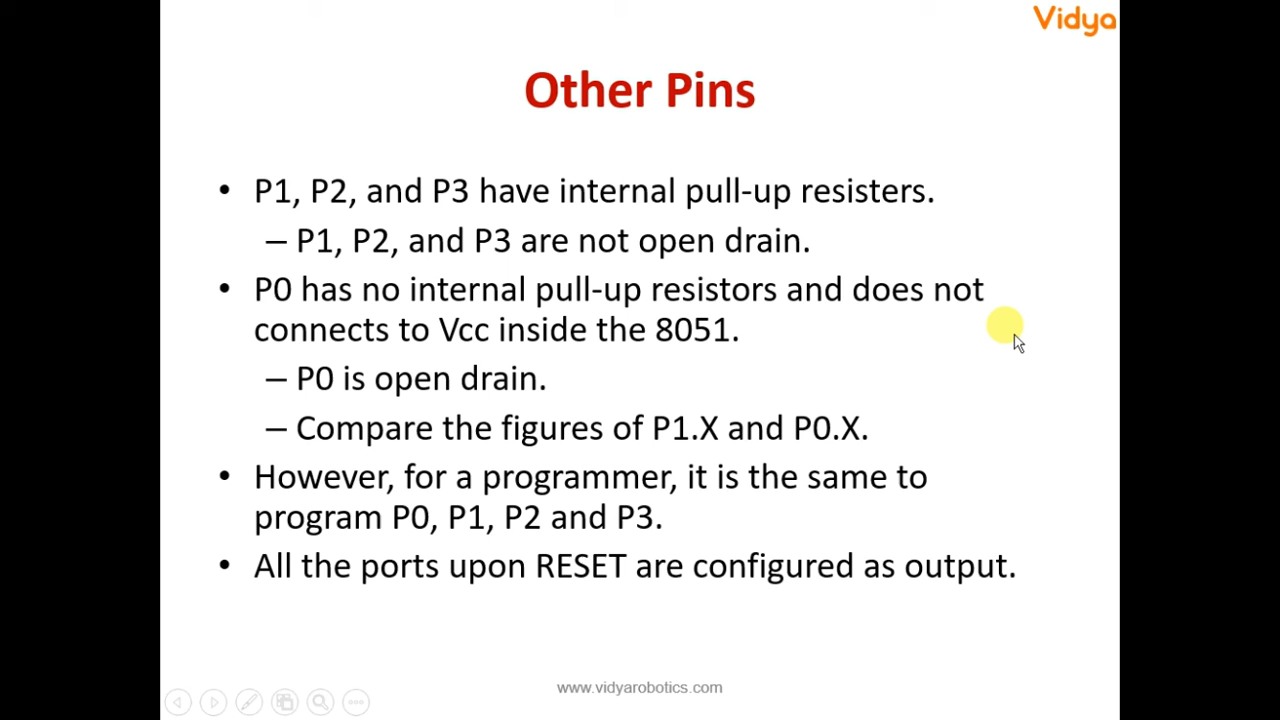 Vidya
Other Pins
• P1, P2, and P3 have internal pull-up resisters.
– P1, P2, and P3 are not open drain.
• P0 has no internal pull-up resistors and does not
connects to Vcc inside the 8051.
– P0 is open drain.
– Compare the figures of P1.X and P0.X.
• However, for a programmer, it is the same to
program P0, P1, P2 and P3.
• All the ports upon RESET are configured as output.
www.vidyarobotics.com